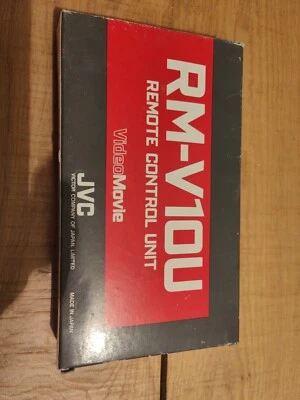 RM-V10U
REMOTE CONTROL UNIT
VideoMovie
JVC
VICTOR COMPANY OF JAPAN, LIMITED
MADE IN JAPAN